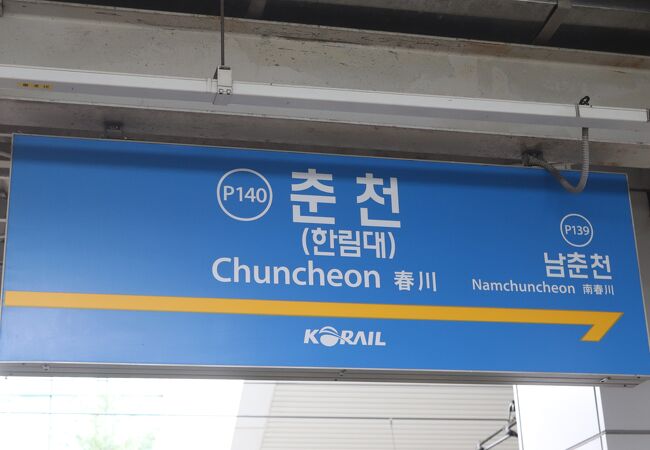 P140 춘천
(한림대)
Chuncheon 春川
P139
남춘천
Namchuncheon 南春川
KORAIL